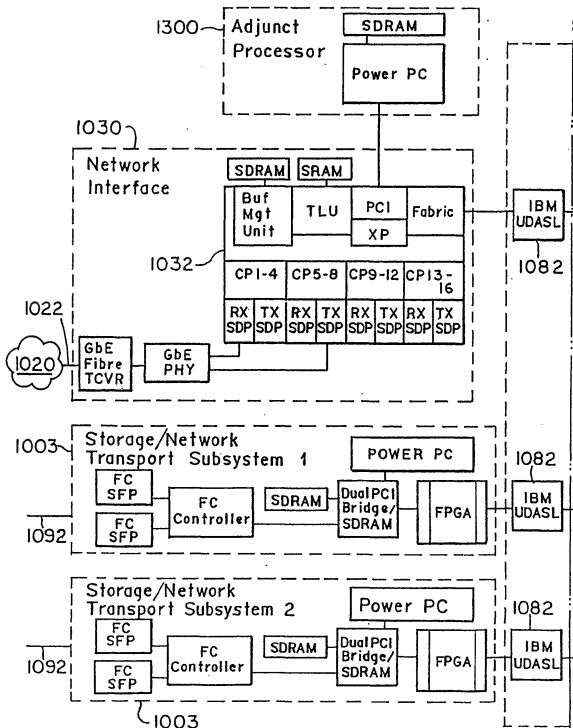 1300
Adjunct
Processor
SDRAM
Power PC
1030
Network
Interface
SDRAM
SRAM
Buf
Mgt
Unit
TLU
PCI
XP
Fabric
1032
CP1-4
CP5-8
CP9-12
CP13-
16
RX
SDP
TX
SDP
RX
SDP
TX
SDP
RX
SDP
TX
SDP
RX
SDP
TX
SDP
IBM
UDASL
1082
1022
1020
GbE
Fibre
TCVR
GbE
PHY
1003
Storage/Network
Transport Subsystem 1
FC
SFP
FC
SFP
1092
FC
Controller
SDRAM
POWER PC
Dual PCI
Bridge/
SDRAM
FPGA
1082
IBM
UDASL
Storage/Network
Transport Subsystem 2
FC
SFP
FC
SFP
1092
FC
Controller
SDRAM
Power PC
Dual PCI
Bridge/
SDRAM
FPGA
1082
IBM
UDASL
1003